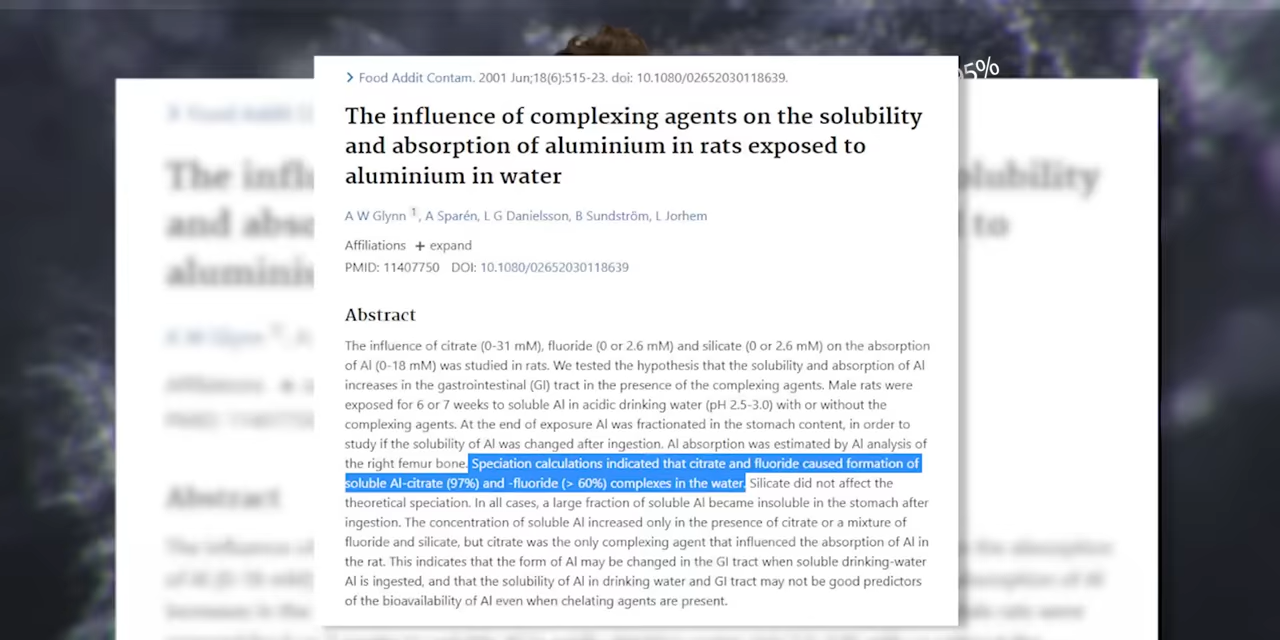 Food Addit Contam. 2001 Jun;18(6):515-23. doi: 10.1080/02652030118639.
5%
The influence of complexing agents on the solubility
and absorption of aluminium in rats exposed to
aluminium in water
A W Glynn 1, A Sparén, L G Danielsson, B Sundström, L Jorhem
Affiliations + expand
PMID: 11407750 DOI: 10.1080/02652030118639
Abstract
The influence of citrate (0-31 mM), fluoride (0 or 2.6 mM) and silicate (0 or 2.6 mM) on the absorption
of Al (0-18 mM) was studied in rats. We tested the hypothesis that the solubility and absorption of Al
increases in the gastrointestinal (GI) tract in the presence of the complexing agents. Male rats were
exposed for 6 or 7 weeks to soluble Al in acidic drinking water (pH 2.5-3.0) with or without the
complexing agents. At the end of exposure Al was fractionated in the stomach content, in order to
study if the solubility of Al was changed after ingestion. Al absorption was estimated by Al analysis of
the right femur bone. Speciation calculations indicated that citrate and fluoride caused formation of
soluble Al-citrate (97%) and -fluoride (> 60%) complexes in the water. Silicate did not affect the
theoretical speciation. In all cases, a large fraction of soluble Al became insoluble in the stomach after
ingestion. The concentration of soluble Al increased only in the presence of citrate or a mixture of
fluoride and silicate, but citrate was the only complexing agent that influenced the absorption of Al in
the rat. This indicates that the form of Al may be changed in the GI tract when soluble drinking-water
Al is ingested, and that the solubility of Al in drinking water and GI tract may not be good predictors
of the bioavailability of Al even when chelating agents are present.